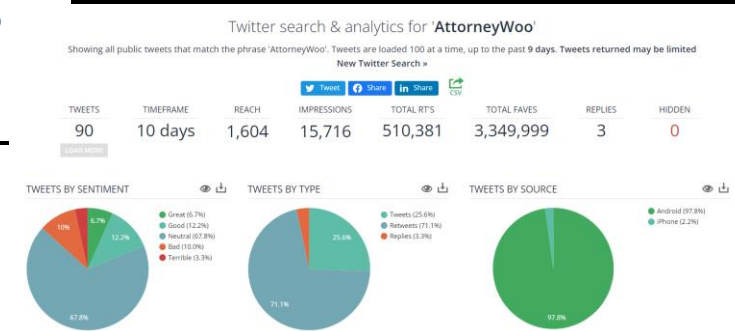 Twitter search & analytics for 'AttorneyWoo'
Showing all public tweets that match the phrase 'AttorneyWoo'. Tweets are loaded 100 at a time, up to the past 9 days. Tweets returned may be limited
New Twitter Search »
Tweet Share Share CSV
TWEETS TIMEFRAME REACH IMPRESSIONS TOTAL RT'S TOTAL FAVES REPLIES HIDDEN
90 10 days 1,604 15,716 510,381 3,349,999 3 0
LOAD MORE
TWEETS BY SENTIMENT
Great (6.7%)
Good (12.2%)
Neutral (67.8%)
Bad (10.0%)
Terrible (3.3%)
10%
6.7%
12.2%
67.8%
TWEETS BY TYPE
Tweets (25.6%)
Retweets (71.1%)
Replies (3.3%)
25.6%
71.1%
TWEETS BY SOURCE
Android (97.8%)
iPhone (2.2%)
97.8%